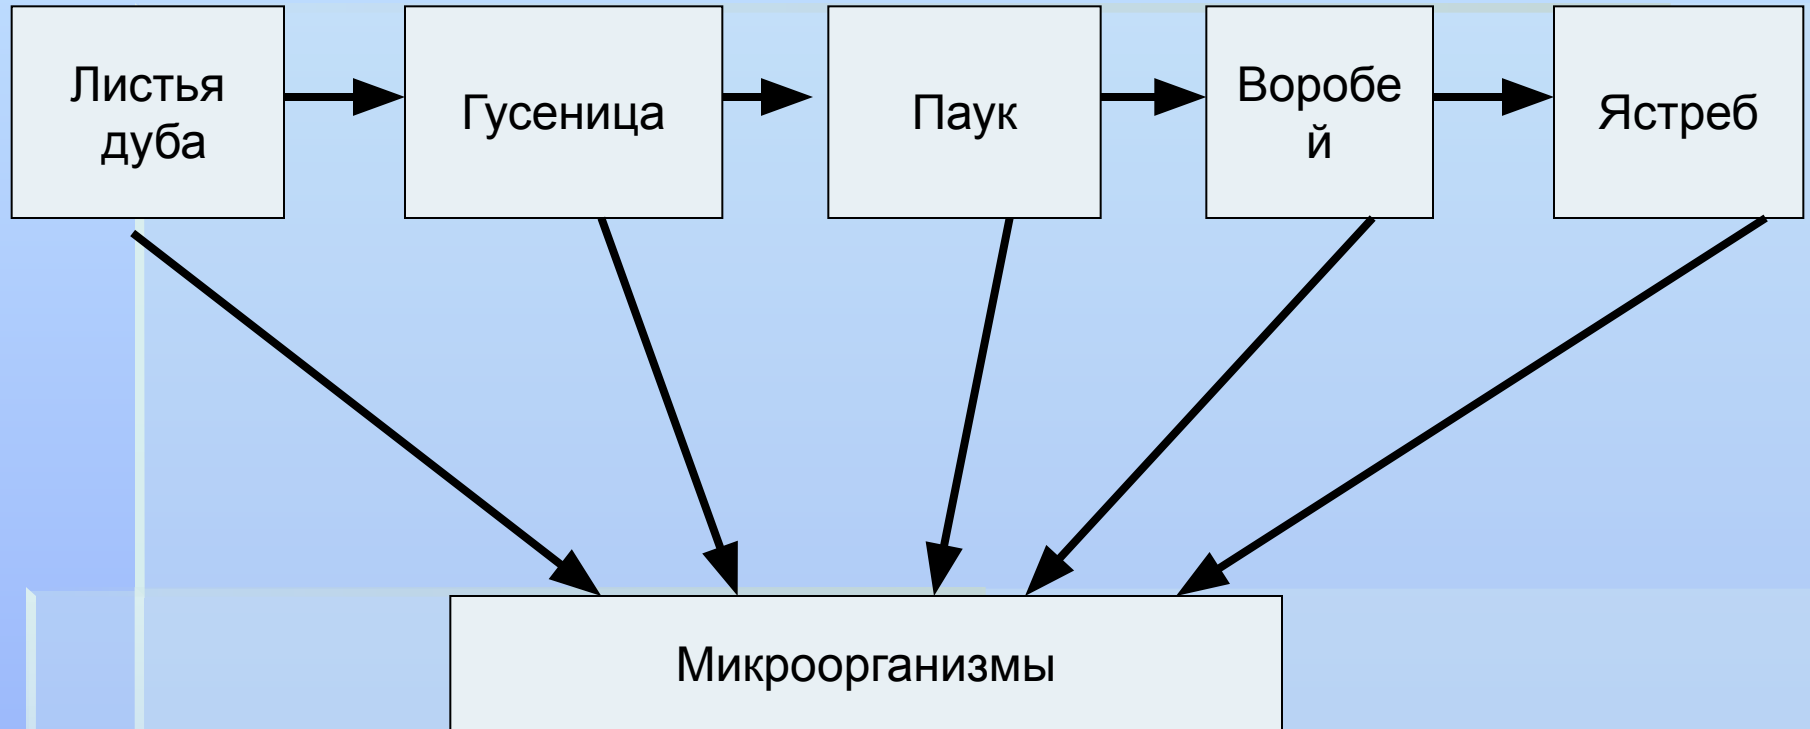 Листья
дуба
Гусеница
Паук
Воробе
й
Ястреб
Микроорганизмы